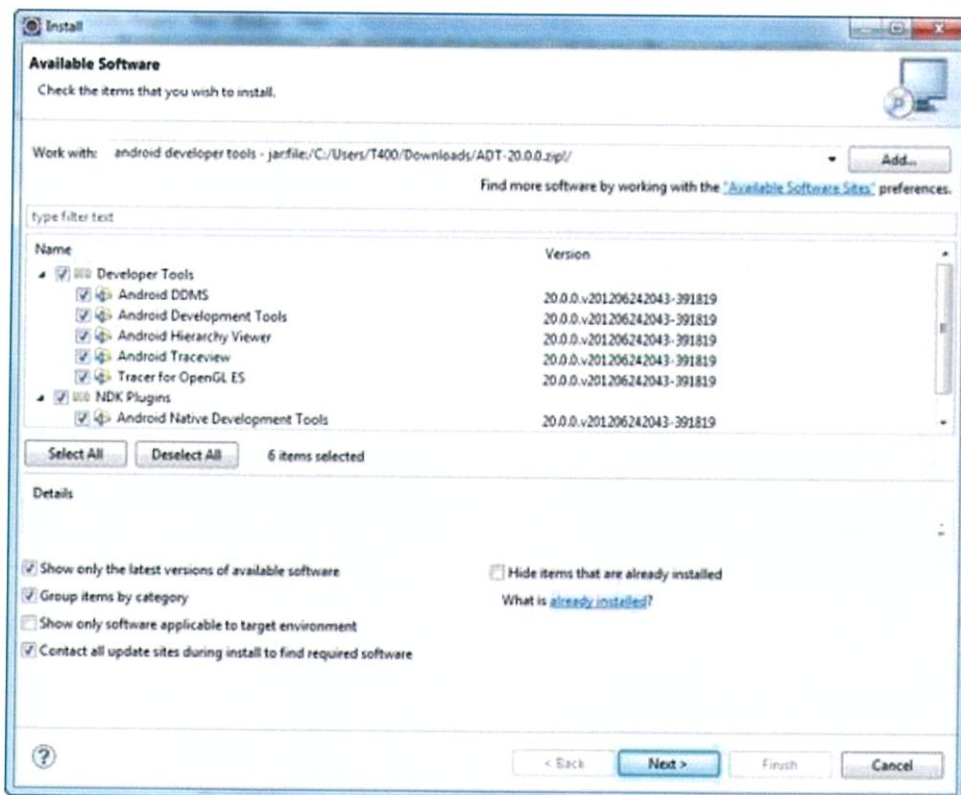 Install
Available Software
Check the items that you wish to install.
Work with: android developer tools - jar:file:/C:/Users/T400/Downloads/ADT-20.0.0.zip!/ Add...
Find more software by working with the "Available Software Sites" preferences.
type filter text
Name Version
Developer Tools
Android DDMS 20.0.0.v201206242043-391819
Android Development Tools 20.0.0.v201206242043-391819
Android Hierarchy Viewer 20.0.0.v201206242043-391819
Android Traceview 20.0.0.v201206242043-391819
Tracer for OpenGL ES 20.0.0.v201206242043-391819
NDK Plugins
Android Native Development Tools 20.0.0.v201206242043-391819
Select All Deselect All 6 items selected
Details
Show only the latest versions of available software Hide items that are already installed
Group items by category What is already installed?
Show only software applicable to target environment
Contact all update sites during install to find required software
? < Back Next > Finish Cancel